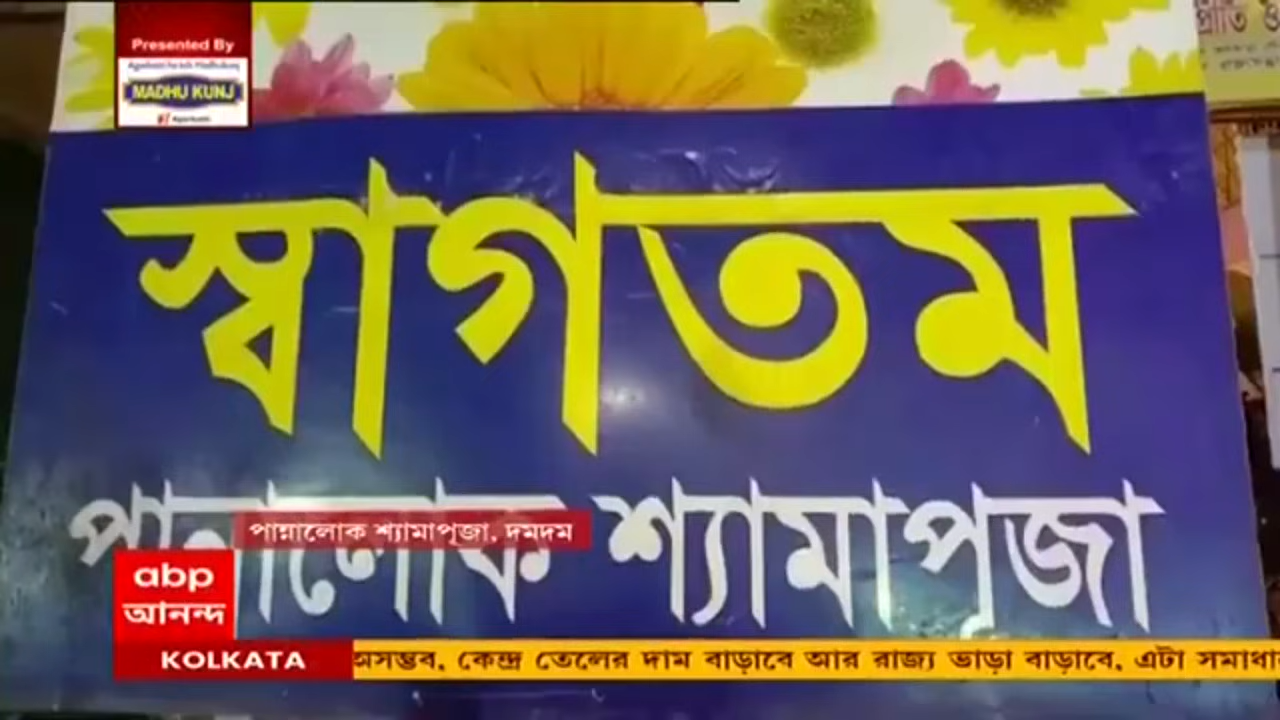 Presented By
MADHU KUNJ
স্বাগতম
পান্নালোক শ্যামাপূজা
পান্নালোক শ্যামাপূজা, দমদম
abp
আনন্দ
KOLKATA
অসম্ভব, কেন্দ্র তেলের দাম বাড়াবে আর রাজ্য ভাড়া বাড়াবে, এটা সমাধা